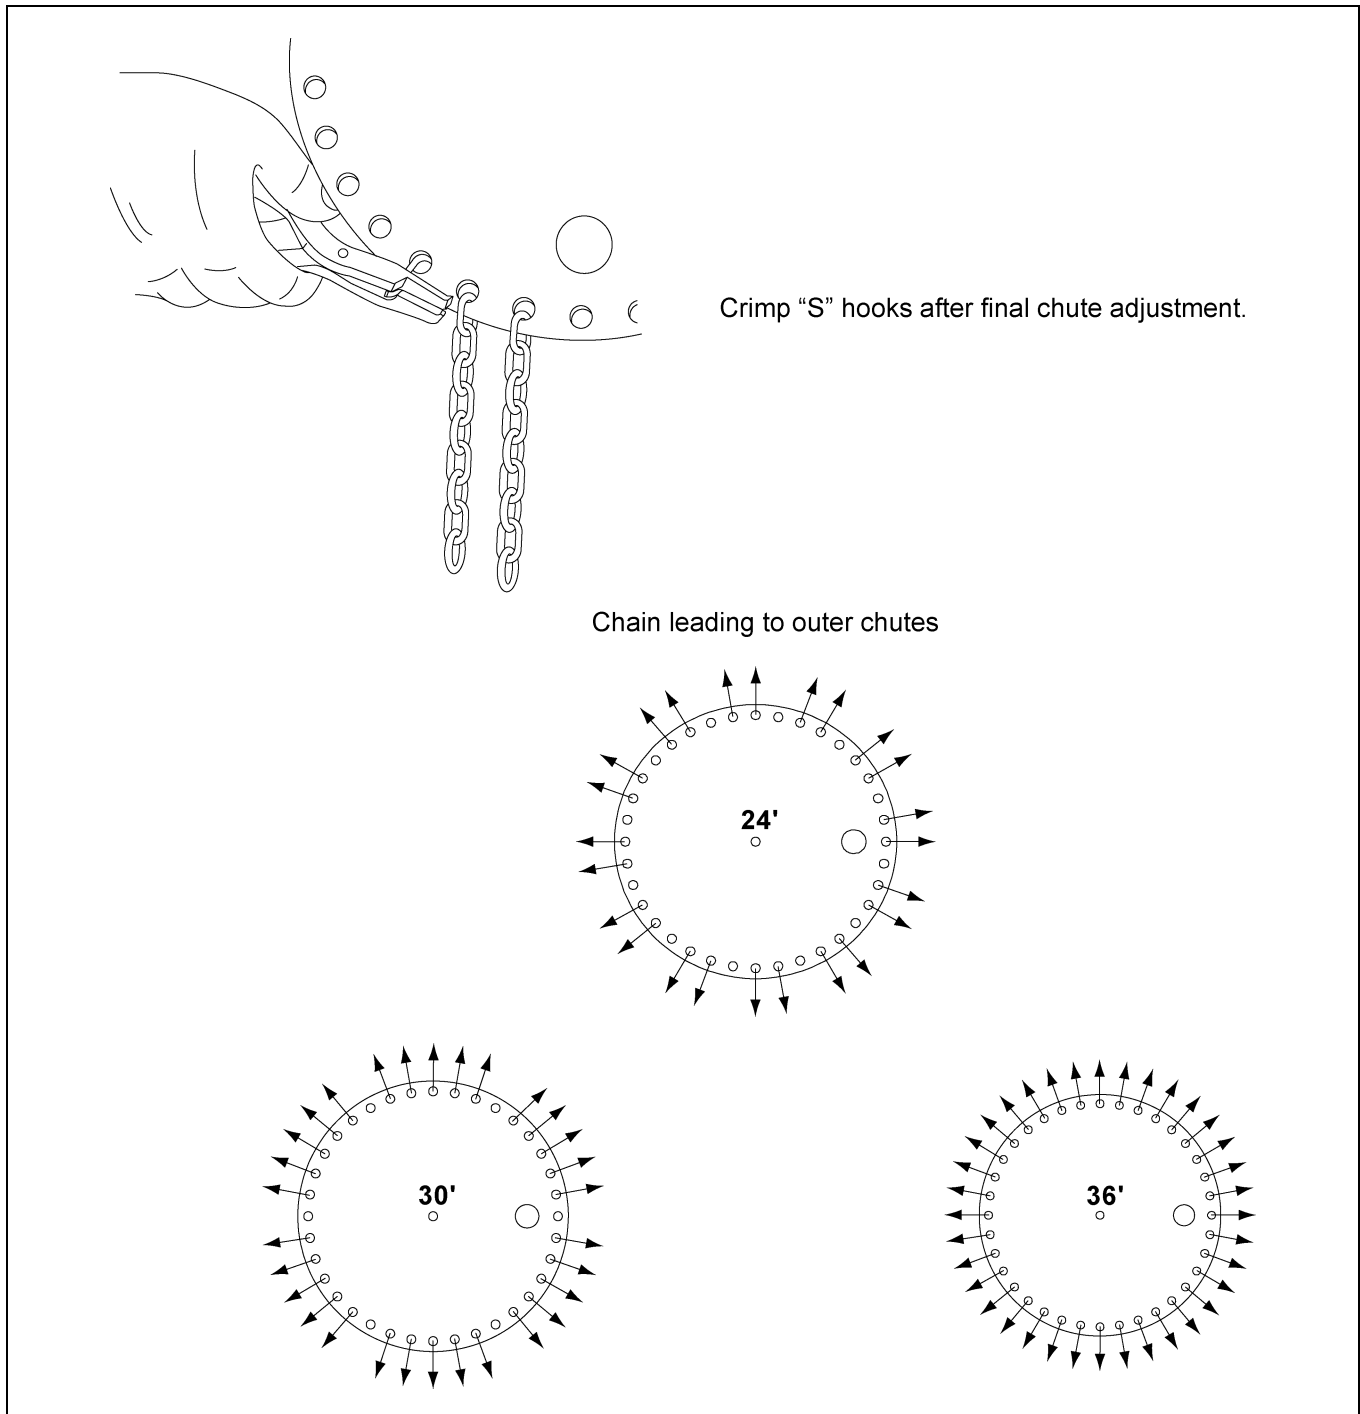 Crimp “S” hooks after final chute adjustment.
Chain leading to outer chutes
24'
30'
36'